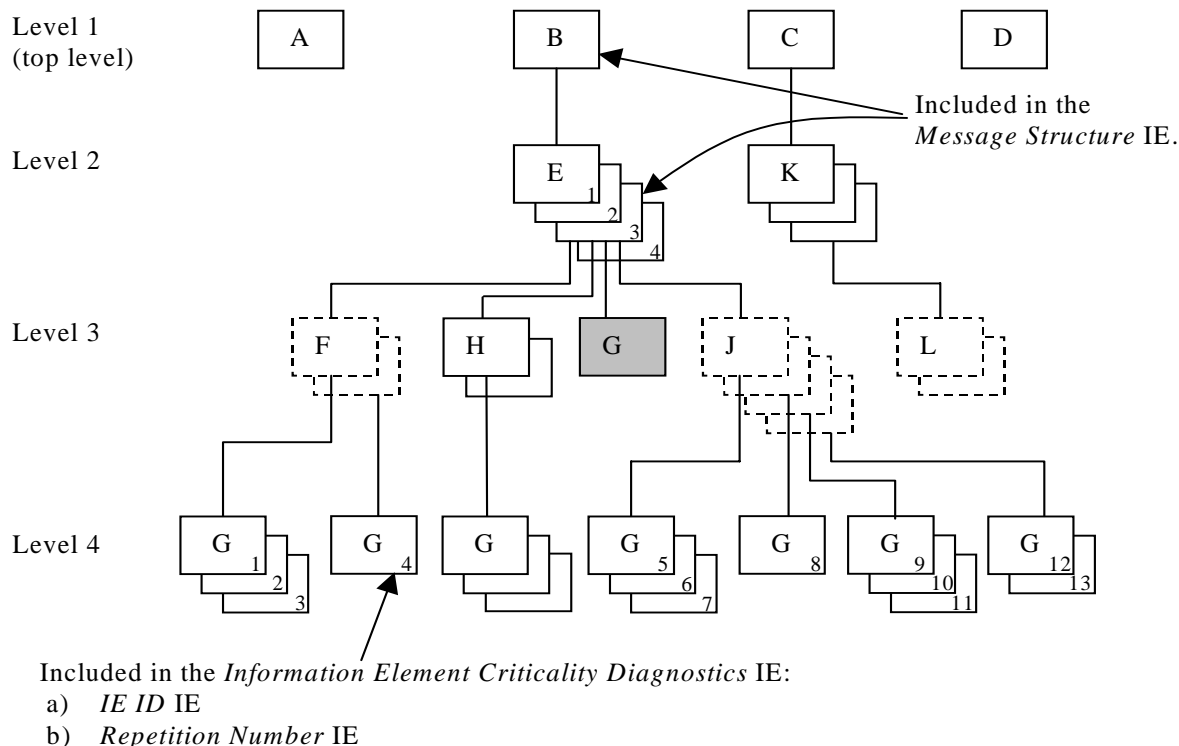 Level 1
(top level)
A
B
C
D
Included in the
Message Structure IE.
Level 2
E
1
2
3
4
K
Level 3
F
H
G
J
L
Level 4
G
1
2
3
G
4
G
G
5
6
7
G
8
G
9
10
11
G
12
13
Included in the Information Element Criticality Diagnostics IE:
a) IE ID IE
b) Repetition Number IE